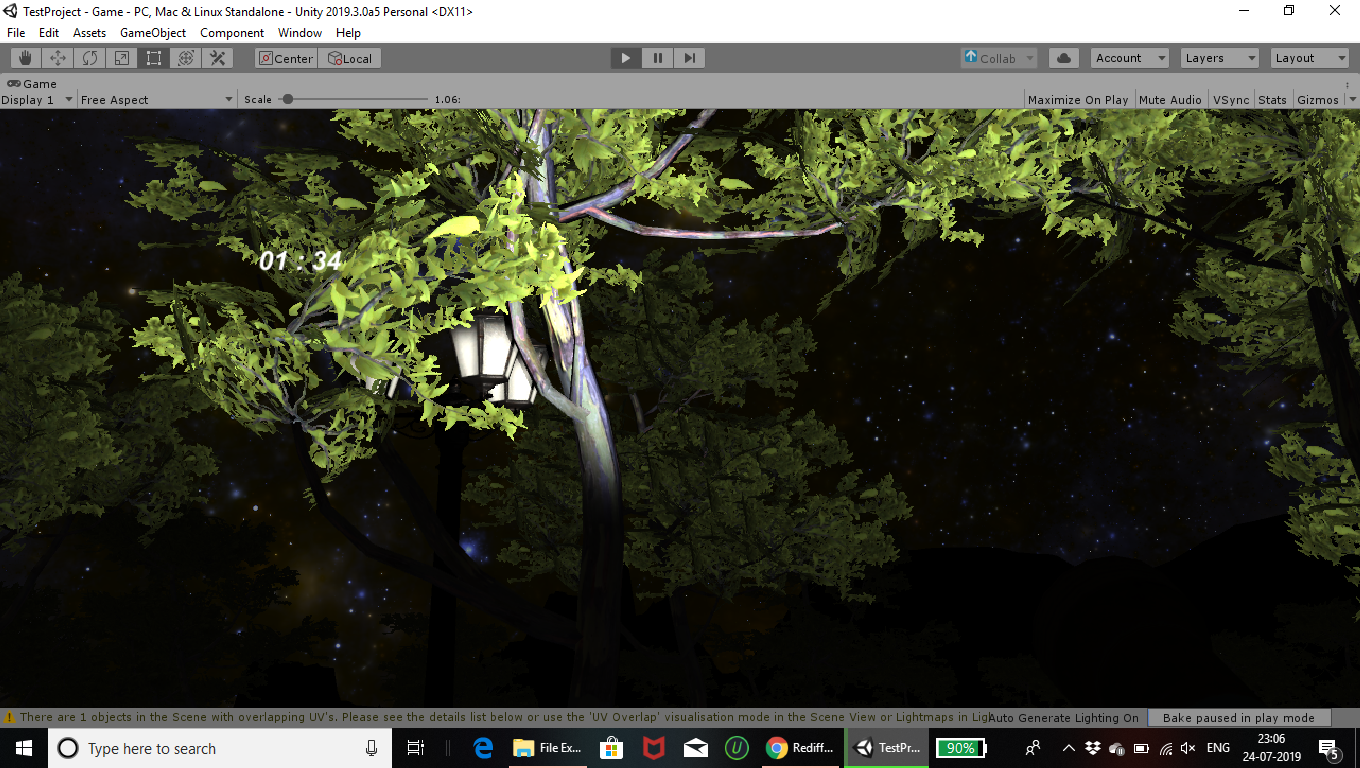 TestProject - Game - PC, Mac & Linux Standalone - Unity 2019.3.0a5 Personal <DX11>
File Edit Assets GameObject Component Window Help
Center Local Collab Account Layers Layout
Game
Display 1 Free Aspect Scale 1.06: Maximize On Play Mute Audio VSync Stats Gizmos
01 : 34
There are 1 objects in the Scene with overlapping UV's. Please see the details list below or use the 'UV Overlap' visualisation mode in the Scene View or Lightmaps in Ligl Auto Generate Lighting On Bake paused in play mode
Type here to search File Ex... Rediff... TestPr... 90% ENG 23:06
24-07-2019 5